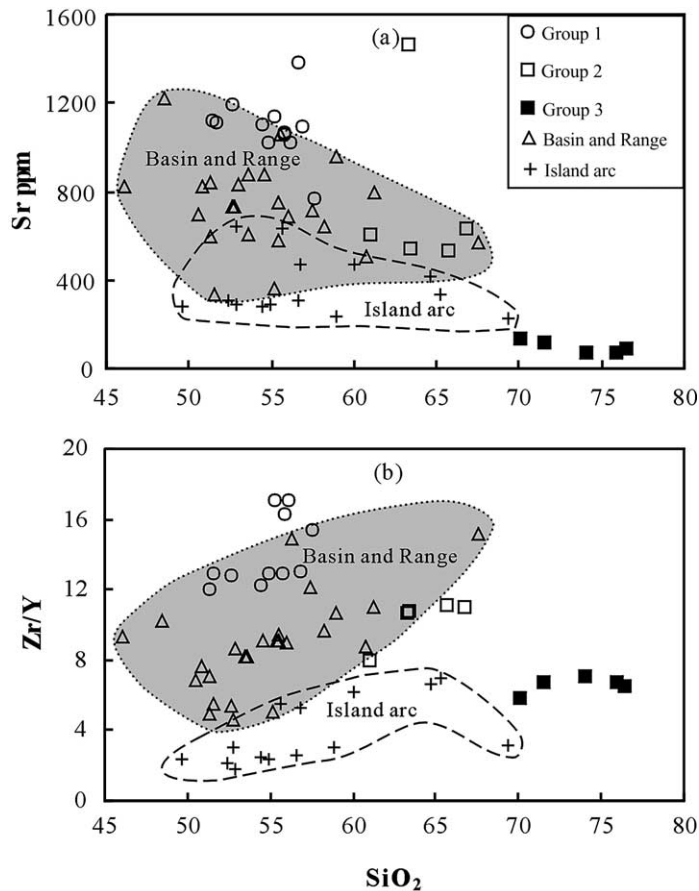 1600
1200
800
400
0
Sr ppm
(a)
Group 1
Group 2
Group 3
Basin and Range
Island arc
Basin and Range
Island arc
45 50 55 60 65 70 75 80
20
16
12
8
4
0
Zr/Y
(b)
Basin and Range
Island arc
45 50 55 60 65 70 75 80
SiO₂